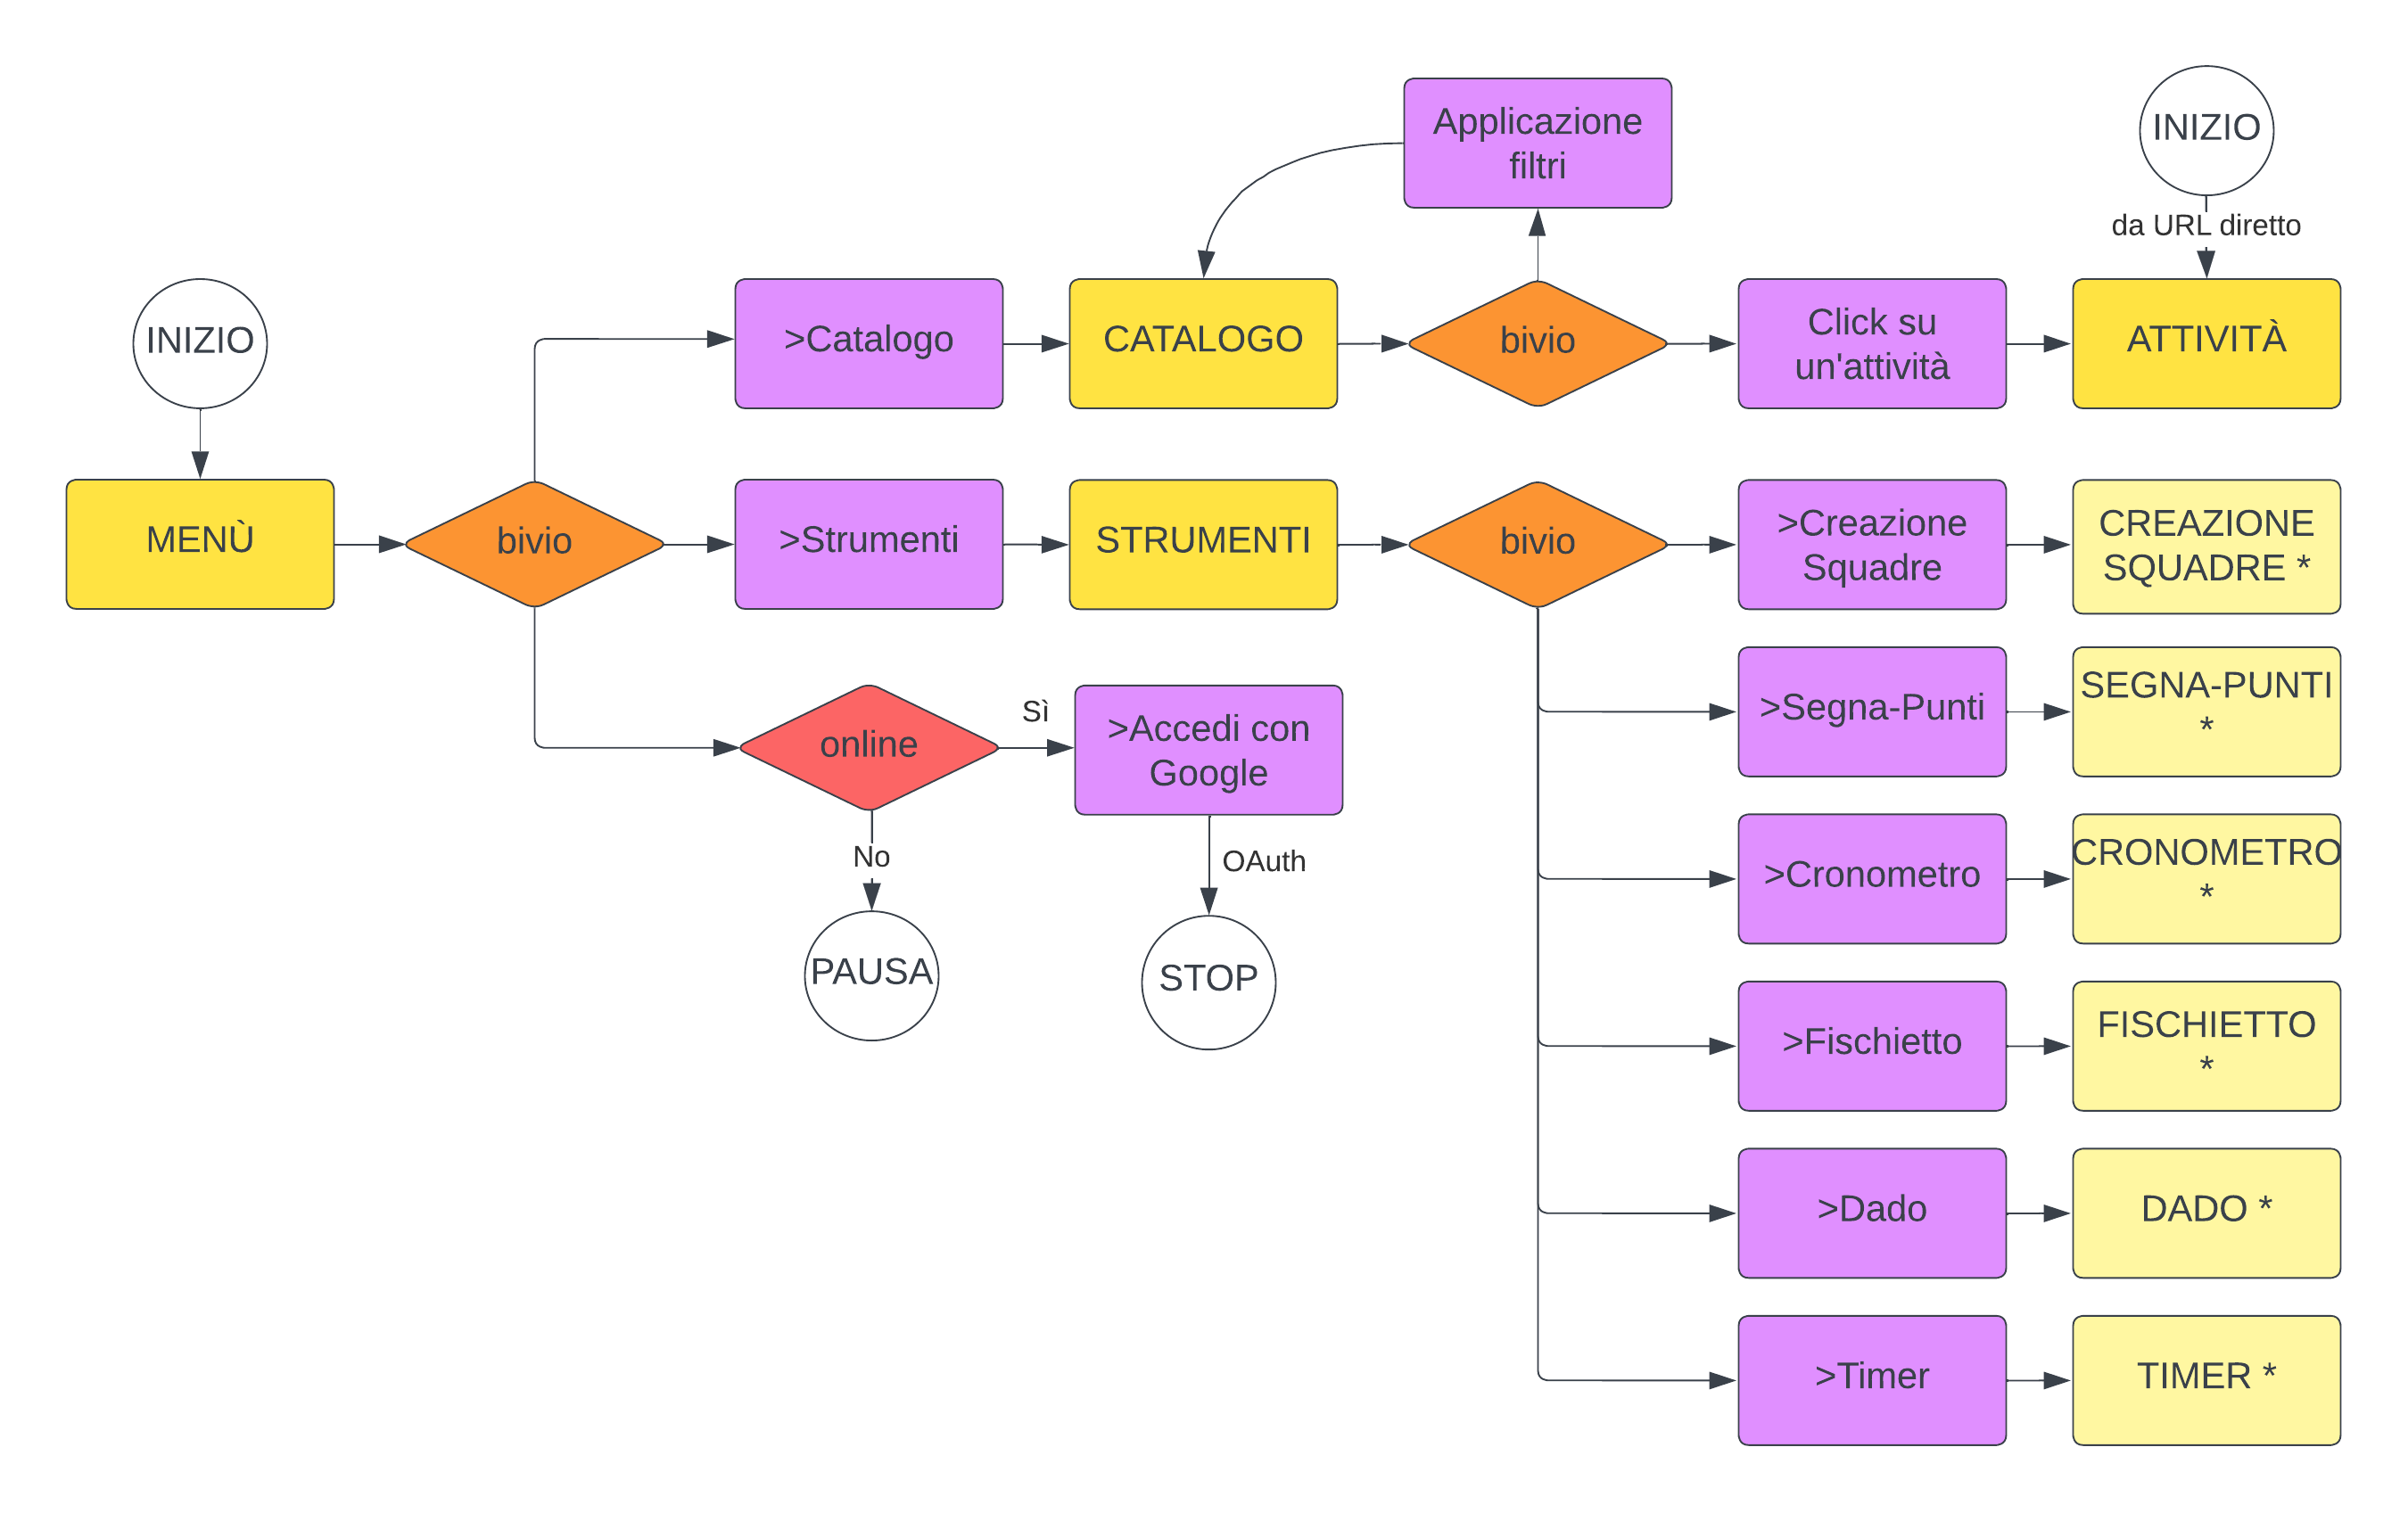 Applicazione
filtri
INIZIO
da URL diretto
INIZIO
>Catalogo
CATALOGO
bivio
Click su
un'attività
ATTIVITÀ
MENÙ
bivio
>Strumenti
STRUMENTI
bivio
>Creazione
Squadre
CREAZIONE
SQUADRE *
online
Sì
>Accedi con
Google
>Segna-Punti
SEGNA-PUNTI
*
No
OAuth
>Cronometro
CRONOMETRO
*
PAUSA
STOP
>Fischietto
FISCHIETTO
*
>Dado
DADO *
>Timer
TIMER *